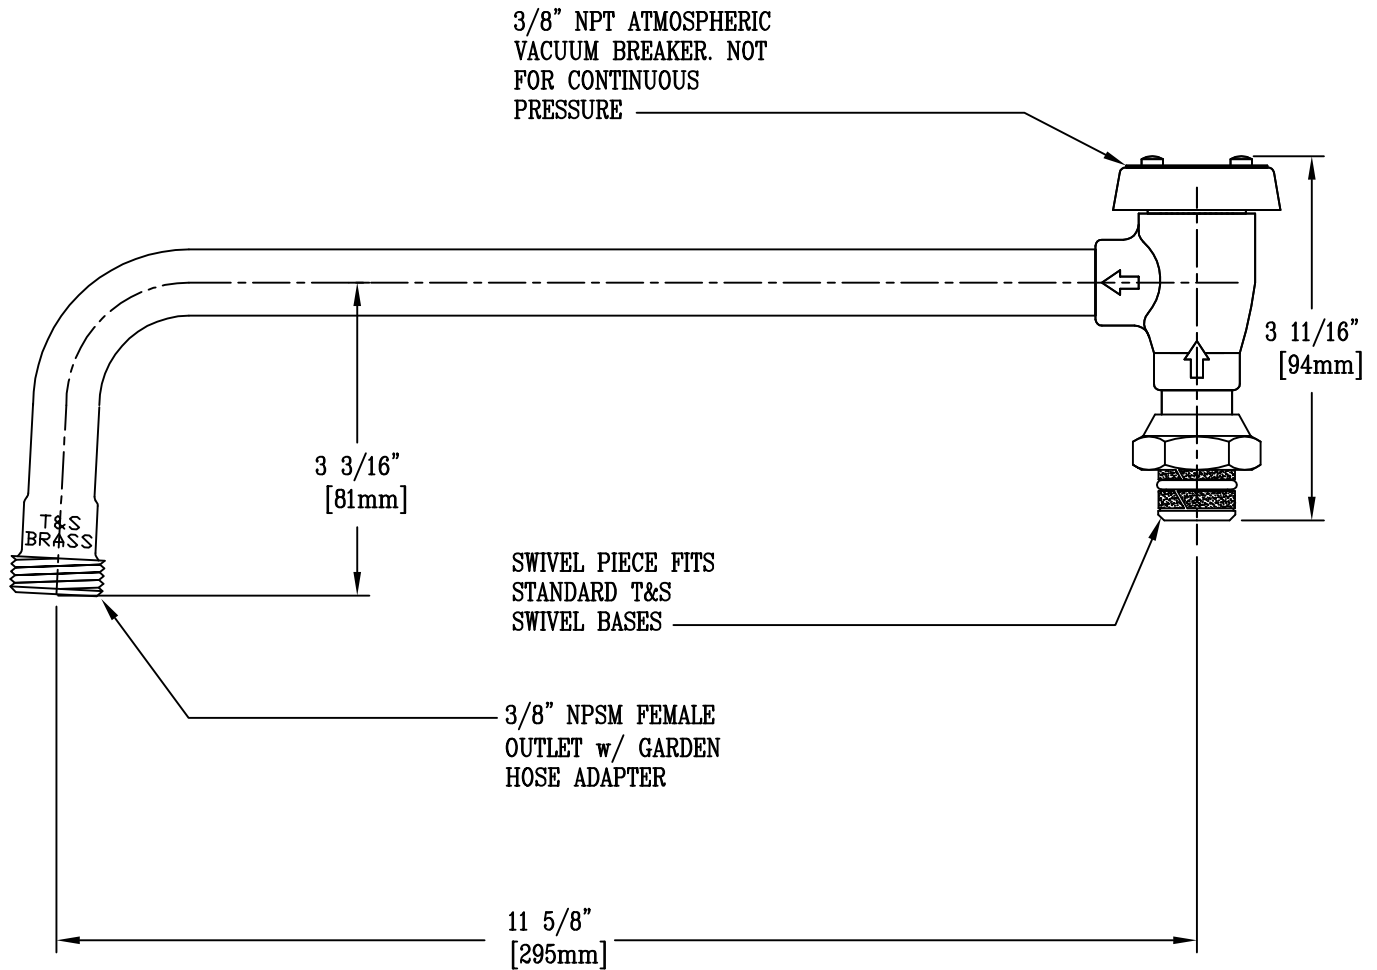 3/8" NPT ATMOSPHERIC
VACUUM BREAKER. NOT
FOR CONTINUOUS
PRESSURE
3 11/16"
[94mm]
3 3/16"
[81mm]
T&S
BRASS
SWIVEL PIECE FITS
STANDARD T&S
SWIVEL BASES
3/8" NPSM FEMALE
OUTLET w/ GARDEN
HOSE ADAPTER
11 5/8"
[295mm]